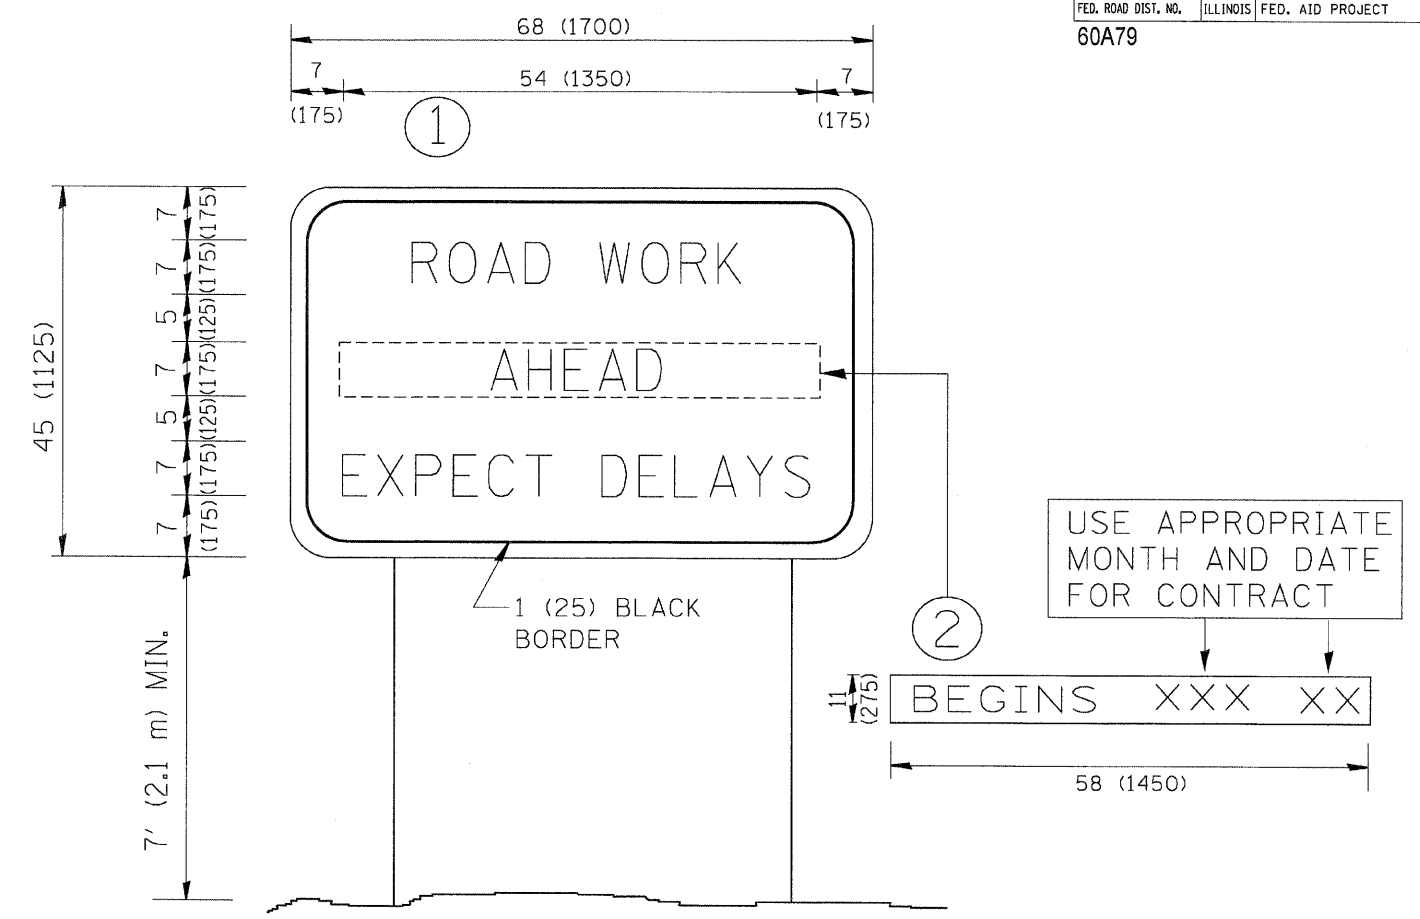 FED. ROAD DIST. NO. ILLINOIS FED. AID PROJECT
60A79
68 (1700)
7 54 (1350) 7
(175) (175)
1
45 (1125)
7 (175)
7 (175)
5 (125)
7 (175)
5 (125)
7 (175)
7 (175)
7' (2.1 m) MIN.
ROAD WORK
AHEAD
EXPECT DELAYS
1 (25) BLACK
BORDER
USE APPROPRIATE
MONTH AND DATE
FOR CONTRACT
2
11 (275)
BEGINS XXX XX
58 (1450)